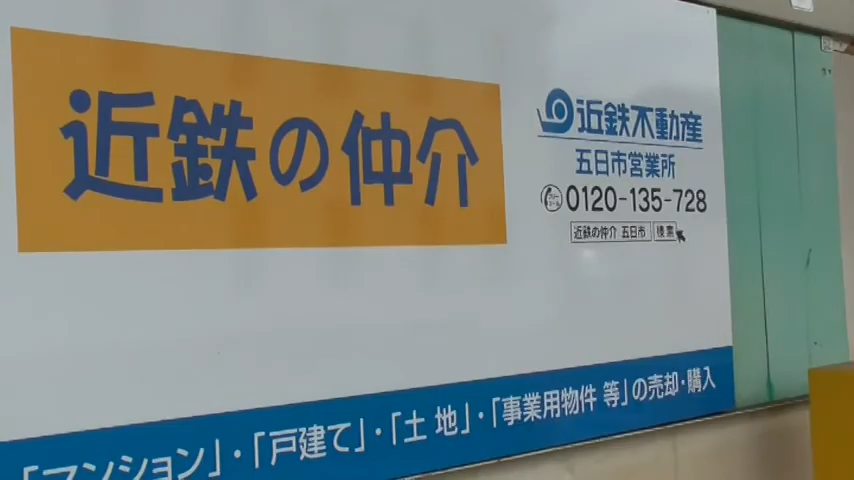 近鉄の仲介
近鉄不動産
五日市営業所
0120-135-728
近鉄の仲介 五日市 検索
「マンション」・「戸建て」・「土 地」・「事業用物件 等」の売却・購入